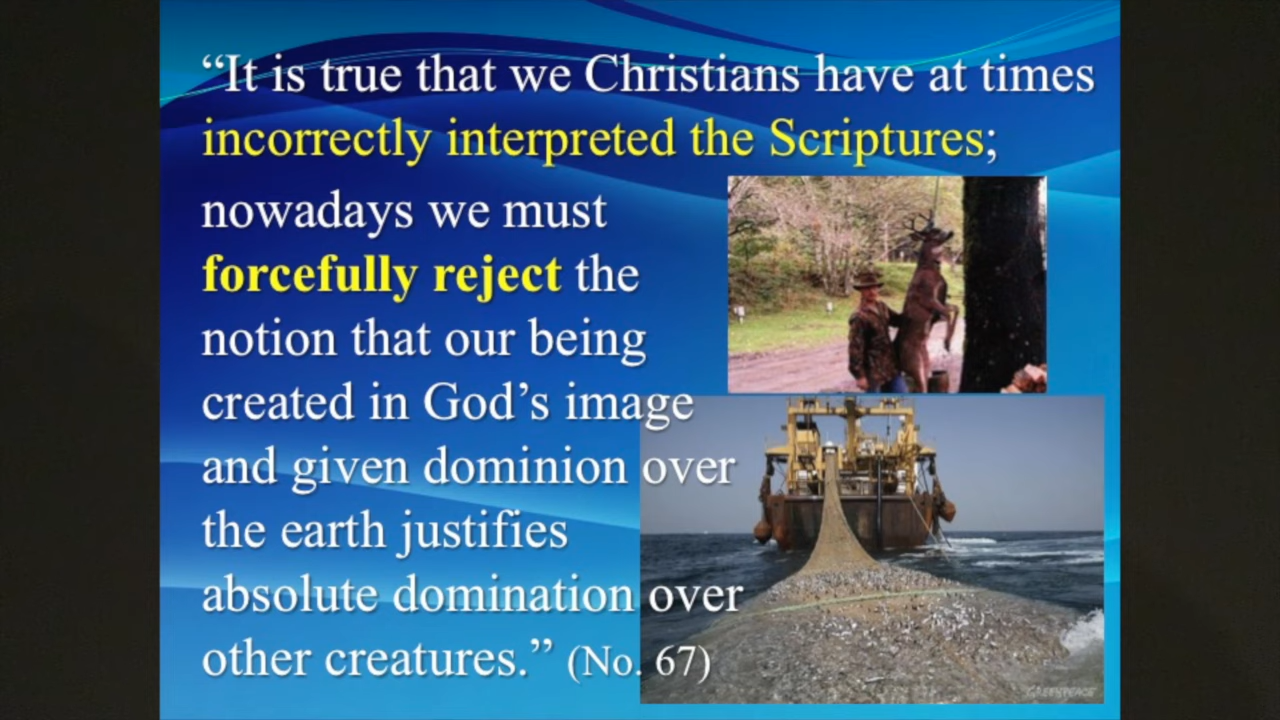 “It is true that we Christians have at times
incorrectly interpreted the Scriptures;
nowadays we must
forcefully reject the
notion that our being
created in God’s image
and given dominion over
the earth justifies
absolute domination over
other creatures.” (No. 67)
GREENPEACE